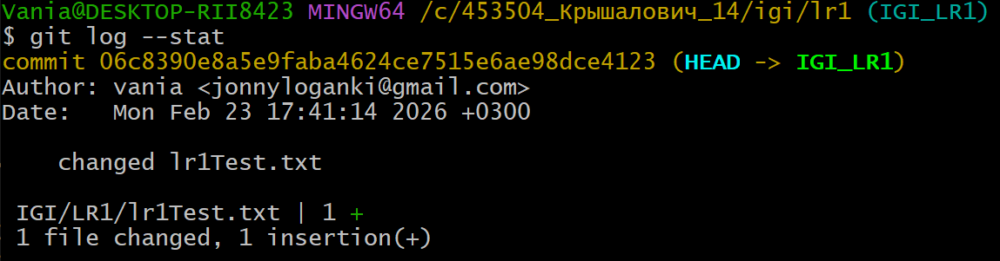 Vania@DESKTOP-RII8423 MINGW64 /c/453504_Крышалович_14/igi/lr1 (IGI_LR1)
$ git log --stat
commit 06c8390e8a5e9faba4624ce7515e6ae98dce4123 (HEAD -> IGI_LR1)
Author: vania <jonnyloganki@gmail.com>
Date:   Mon Feb 23 17:41:14 2026 +0300
    changed lr1Test.txt
 IGI/LR1/lr1Test.txt | 1 +
 1 file changed, 1 insertion(+)